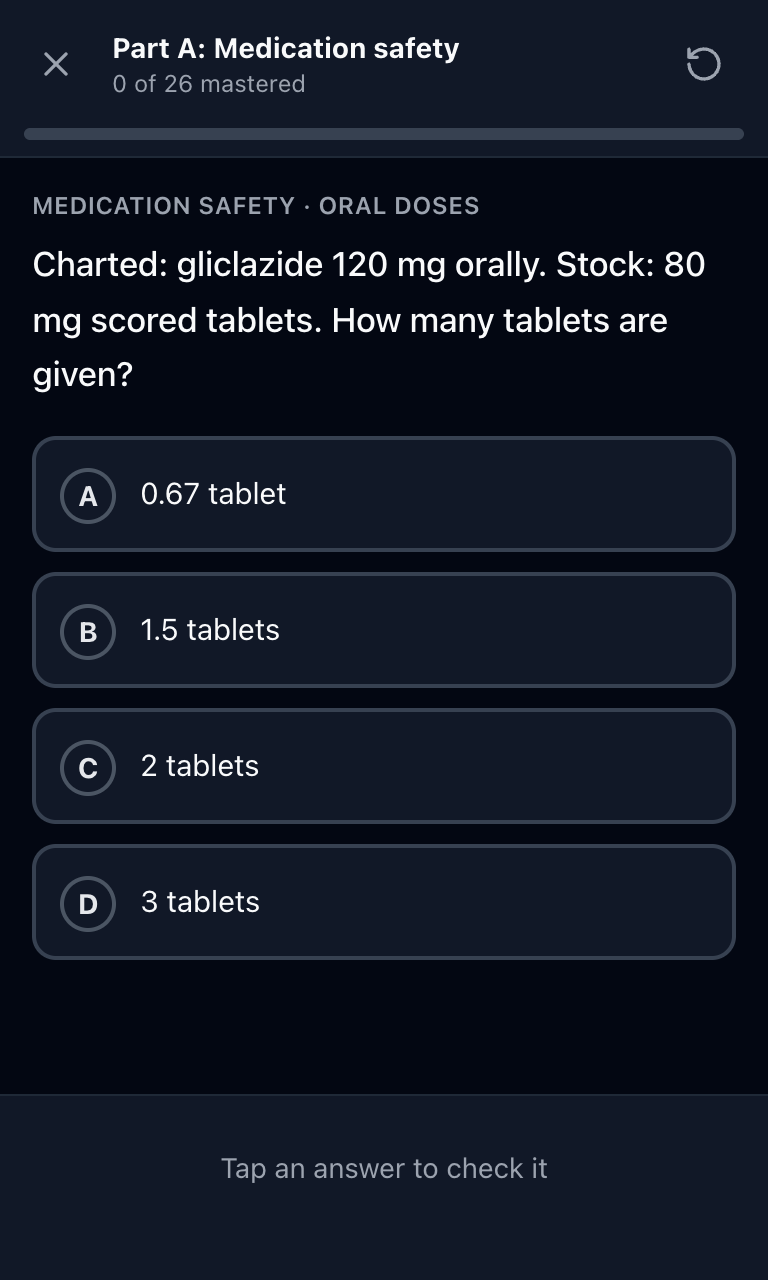 Part A: Medication safety
0 of 26 mastered
MEDICATION SAFETY · ORAL DOSES
Charted: gliclazide 120 mg orally. Stock: 80
mg scored tablets. How many tablets are
given?
A 0.67 tablet
B 1.5 tablets
C 2 tablets
D 3 tablets
Tap an answer to check it